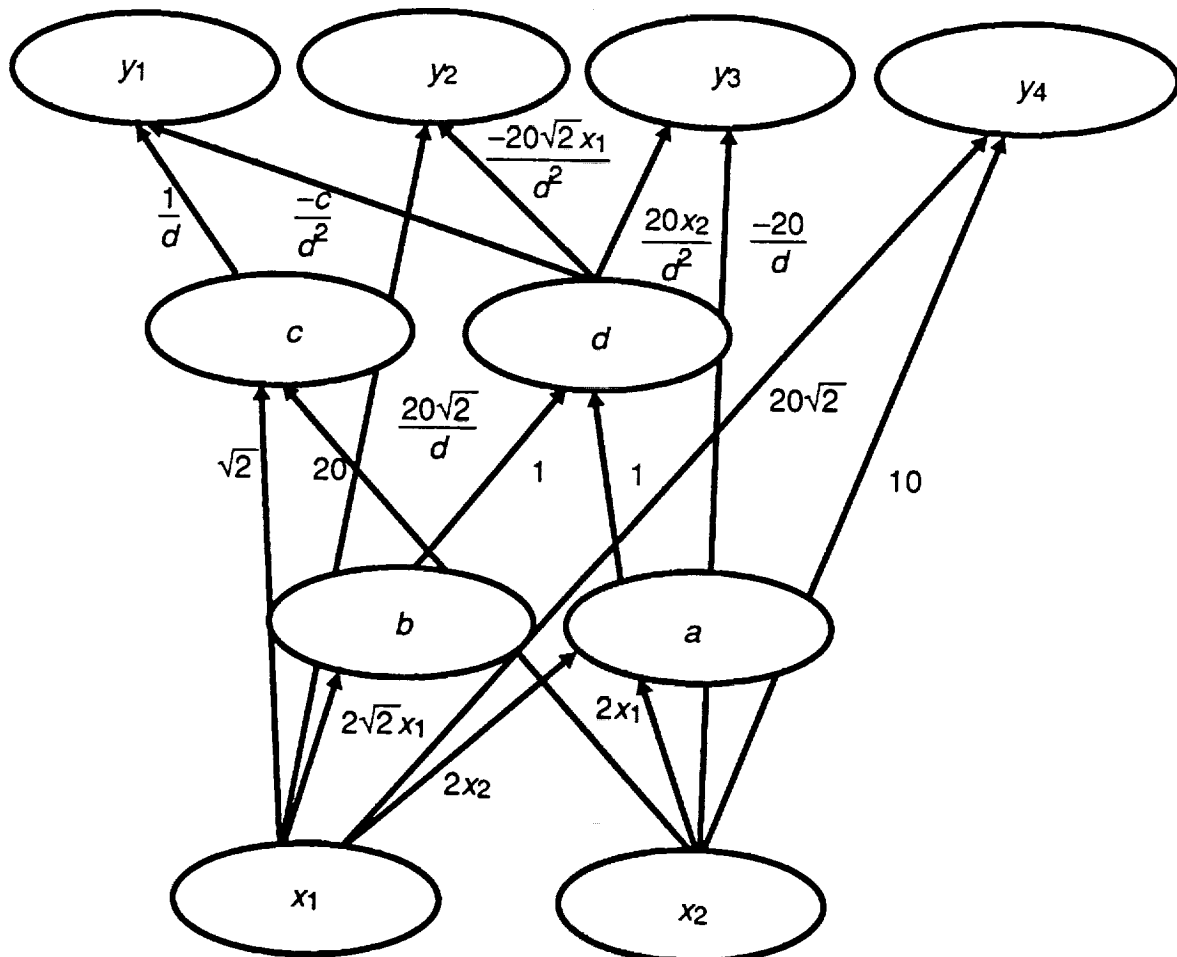 y1 y2 y3 y4
-20√2 x1
d²
1
d
-c
d²
20x2
d²
-20
d
c d
√2 20
20√2
d
1 1 20√2 10
b a
2√2 x1 2x2 2x1
x1 x2